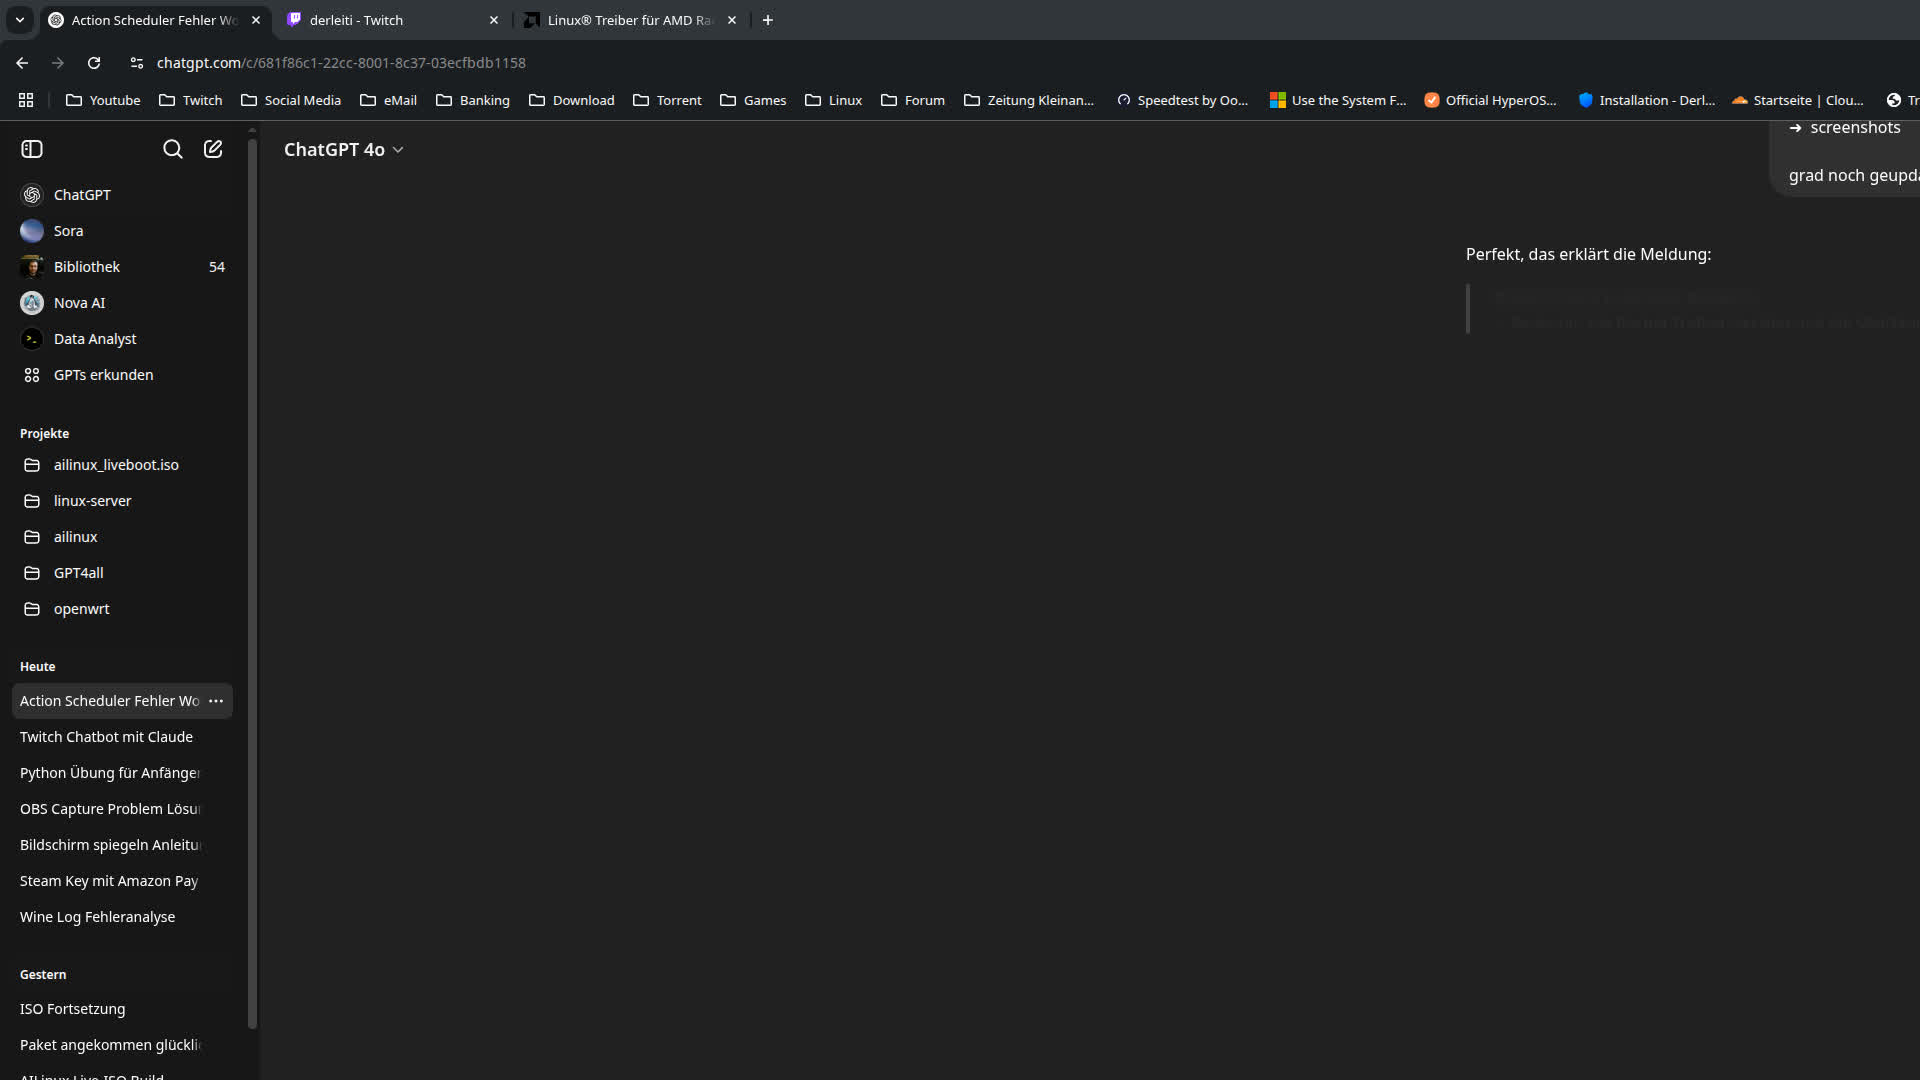 Action Scheduler Fehler Wo
derleiti - Twitch
Linux® Treiber für AMD Ra
chatgpt.com/c/681f86c1-22cc-8001-8c37-03ecfbdb1158
Youtube
Twitch
Social Media
eMail
Banking
Download
Torrent
Games
Linux
Forum
Zeitung Kleinan...
Speedtest by Oo...
Use the System F...
Official HyperOS...
Installation - Derl...
Startseite | Clou...
Tr
ChatGPT 4o
→ screenshots
grad noch geupda
Perfekt, das erklärt die Meldung:
ChatGPT
Sora
Bibliothek 54
Nova AI
Data Analyst
GPTs erkunden
Projekte
ailinux_liveboot.iso
linux-server
ailinux
GPT4all
openwrt
Heute
Action Scheduler Fehler Wo
Twitch Chatbot mit Claude
Python Übung für Anfänger
OBS Capture Problem Lösu
Bildschirm spiegeln Anleitu
Steam Key mit Amazon Pay
Wine Log Fehleranalyse
Gestern
ISO Fortsetzung
Paket angekommen glückli
AILinux Live ISO Build